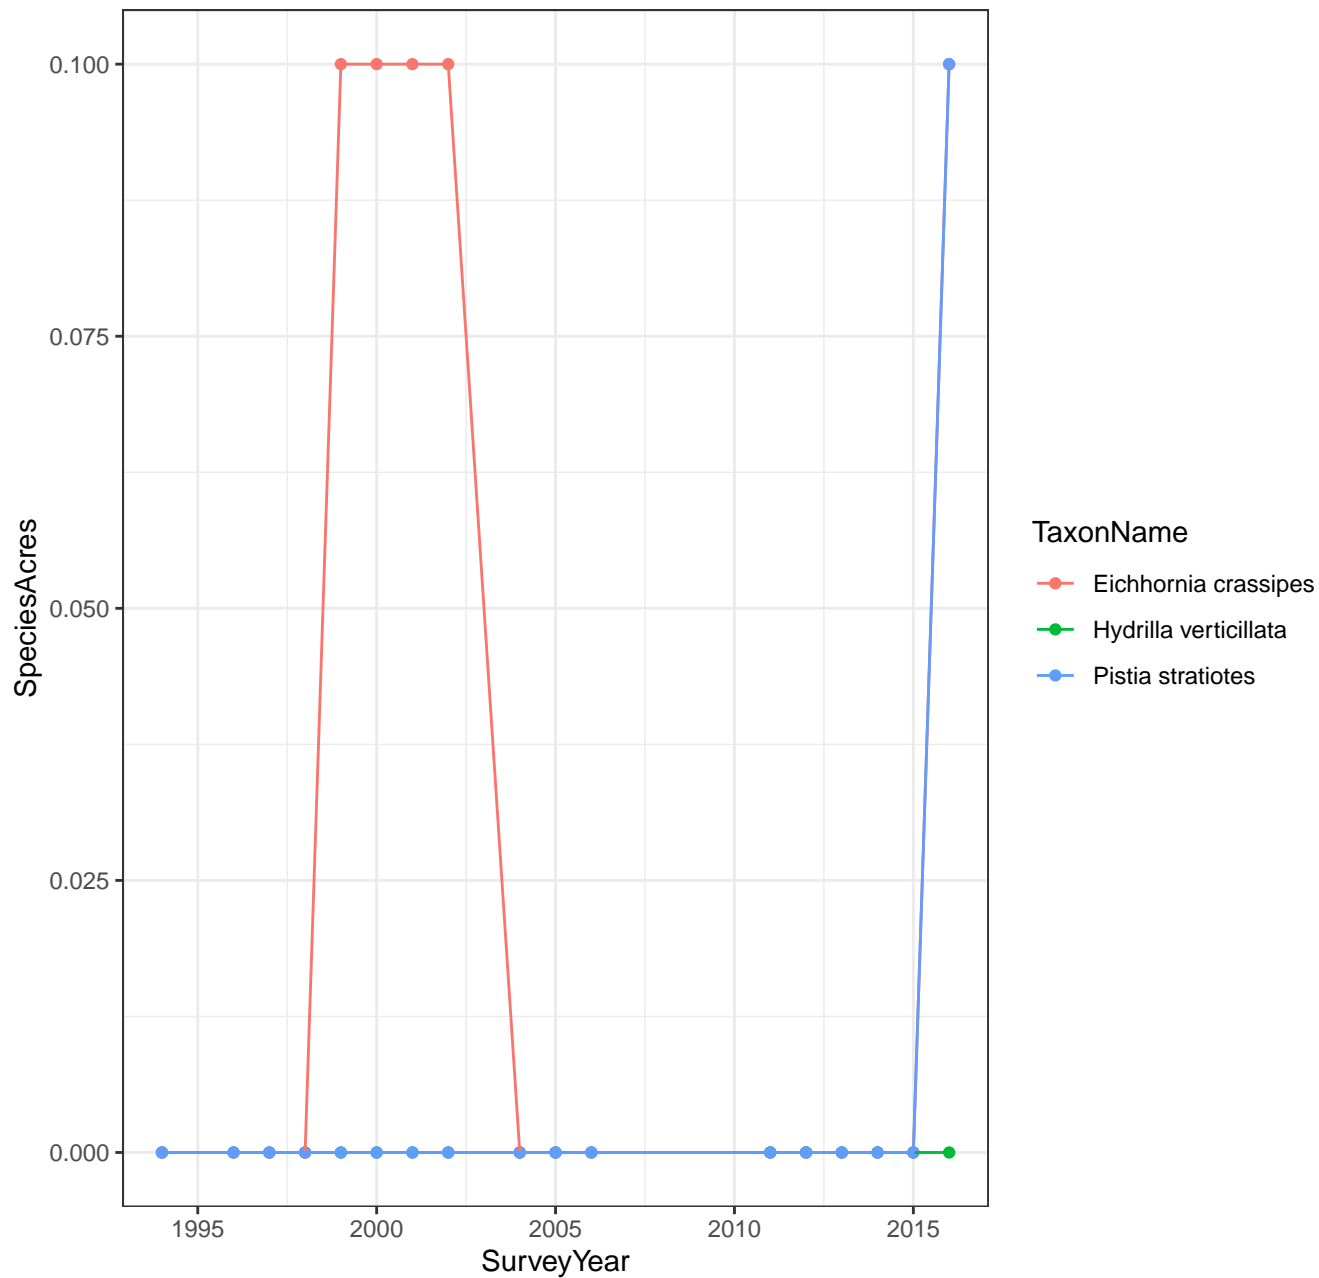 0.100
0.075
0.050
0.025
0.000
SpeciesAcres
1995 2000 2005 2010 2015
SurveyYear
TaxonName
Eichhornia crassipes
Hydrilla verticillata
Pistia stratiotes